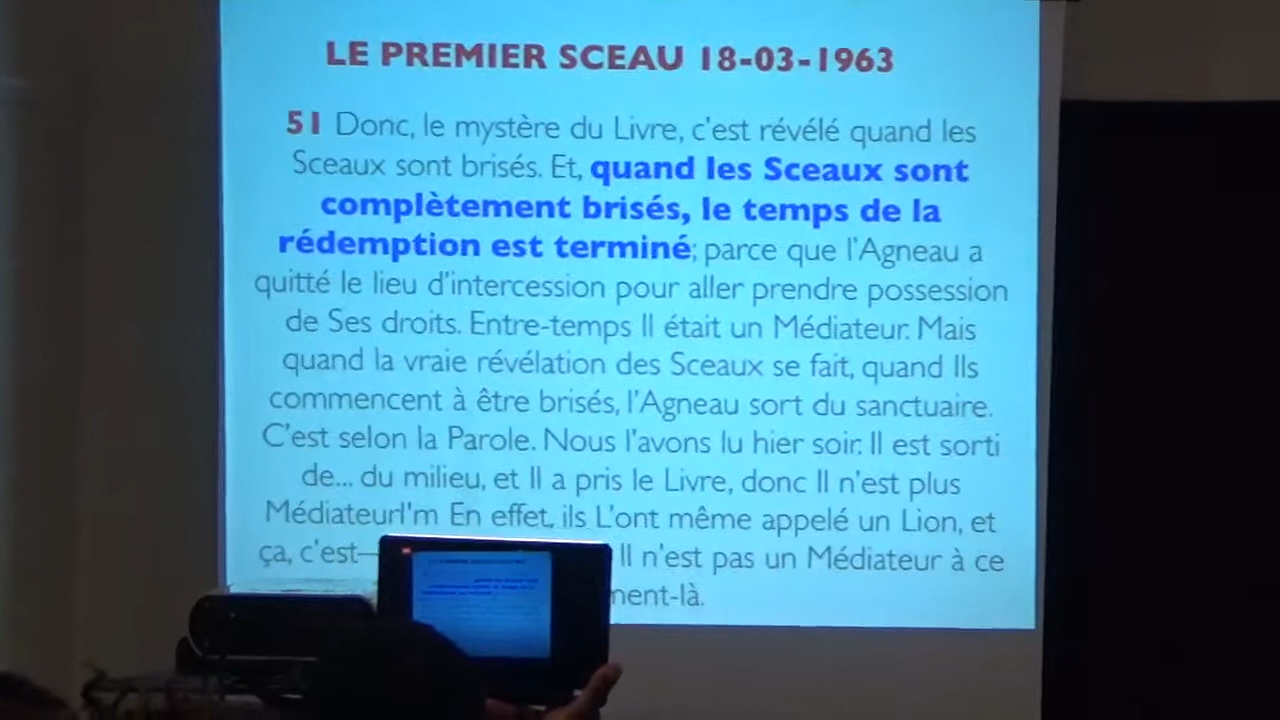 LE PREMIER SCEAU 18-03-1963
51 Donc, le mystère du Livre, c'est révélé quand les
Sceaux sont brisés. Et, quand les Sceaux sont
complètement brisés, le temps de la
rédemption est terminé; parce que l'Agneau a
quitté le lieu d'intercession pour aller prendre possession
de Ses droits. Entre-temps Il était un Médiateur. Mais
quand la vraie révélation des Sceaux se fait, quand Ils
commencent à être brisés, l'Agneau sort du sanctuaire.
C'est selon la Parole. Nous l'avons lu hier soir. Il est sorti
de... du milieu, et Il a pris le Livre, donc Il n'est plus
Médiateurl'm En effet, ils L'ont même appelé un Lion, et
ça, c'est— Il n'est pas un Médiateur à ce
ment-là.